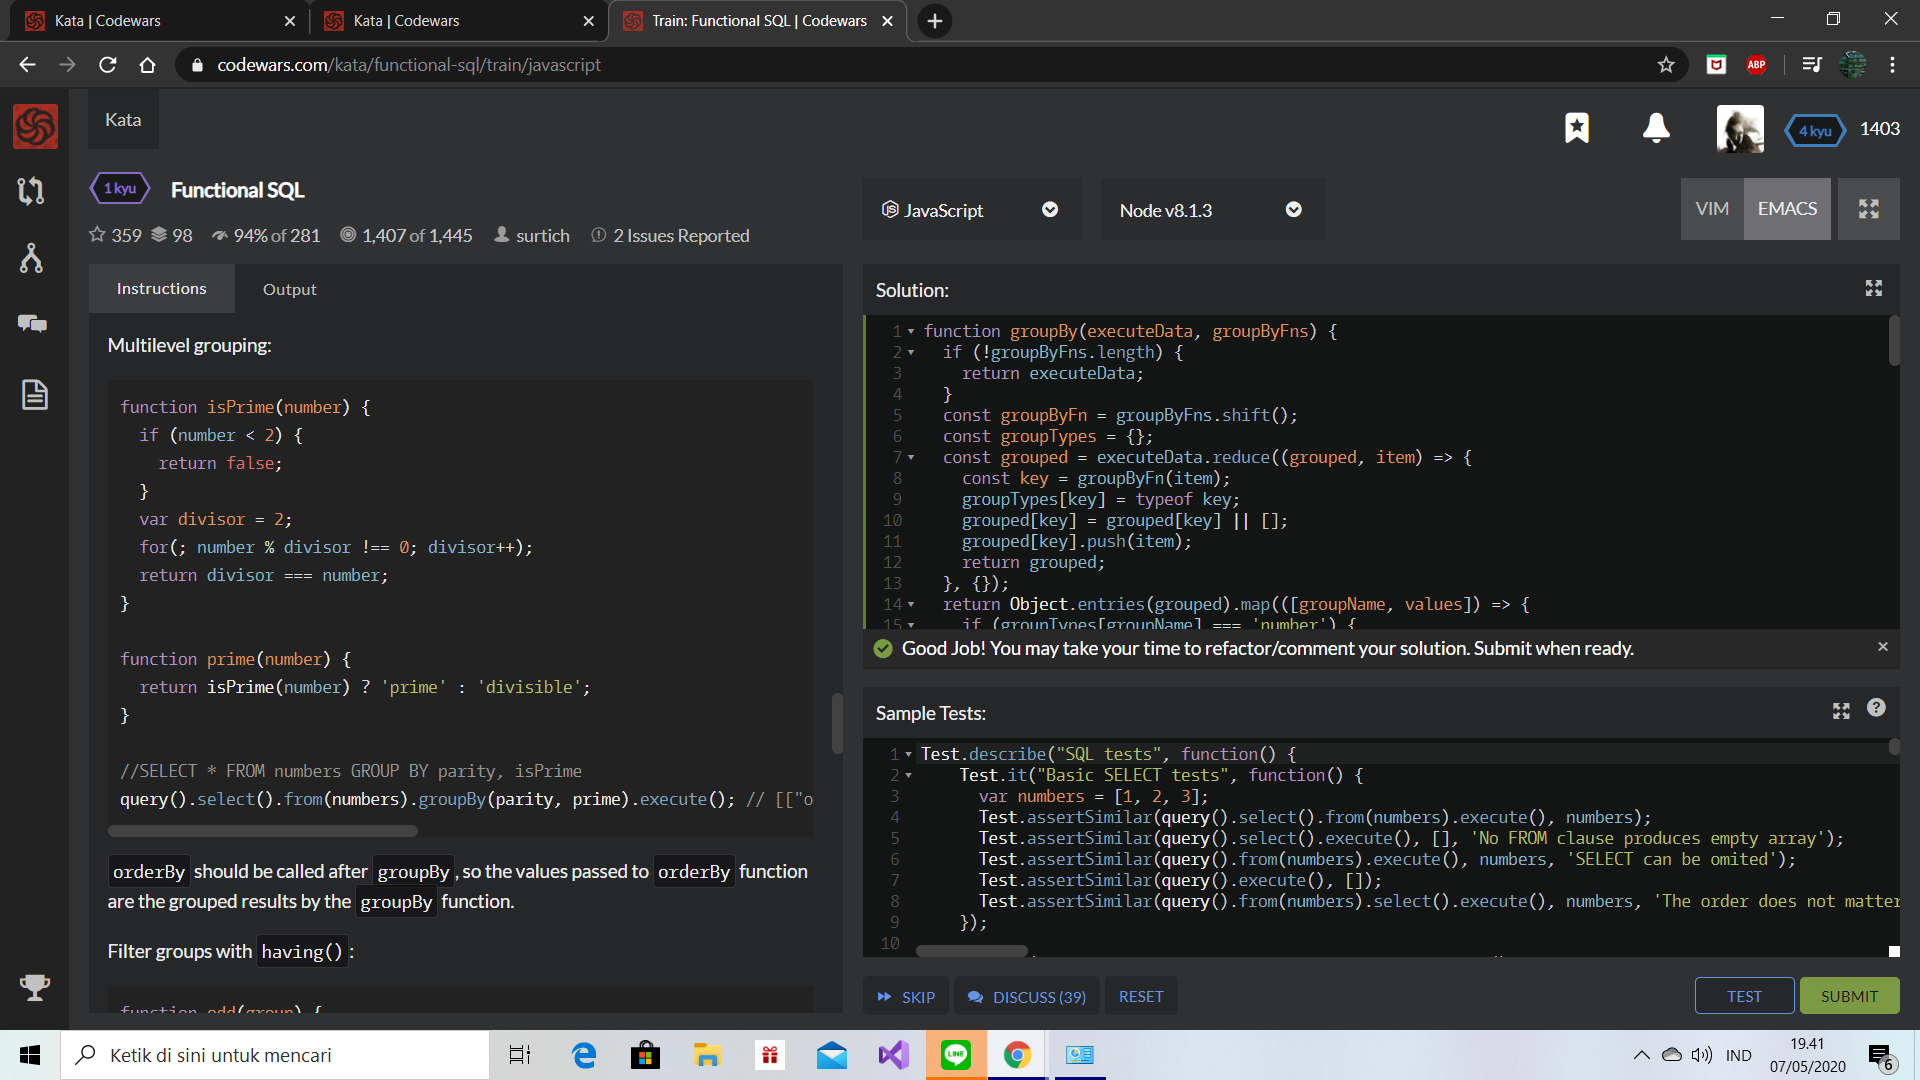 Kata | Codewars
Kata | Codewars
Train: Functional SQL | Codewars
codewars.com/kata/functional-sql/train/javascript
ABP
Kata
4 kyu
1403
1 kyu
Functional SQL
359 98 94% of 281 1,407 of 1,445 surtich 2 Issues Reported
JavaScript
Node v8.1.3
VIM
EMACS
Instructions
Output
Multilevel grouping:
function isPrime(number) {
if (number < 2) {
return false;
}
var divisor = 2;
for(; number % divisor !== 0; divisor++);
return divisor === number;
}
function prime(number) {
return isPrime(number) ? 'prime' : 'divisible';
}
//SELECT * FROM numbers GROUP BY parity, isPrime
query().select().from(numbers).groupBy(parity, prime).execute(); // [["o
orderBy should be called after groupBy, so the values passed to orderBy function
are the grouped results by the groupBy function.
Filter groups with having():
function odd(group) {
Solution:
1 function groupBy(executeData, groupByFns) {
2 if (!groupByFns.length) {
3 return executeData;
4 }
5 const groupByFn = groupByFns.shift();
6 const groupTypes = {};
7 const grouped = executeData.reduce((grouped, item) => {
8 const key = groupByFn(item);
9 groupTypes[key] = typeof key;
10 grouped[key] = grouped[key] || [];
11 grouped[key].push(item);
12 return grouped;
13 }, {});
14 return Object.entries(grouped).map(([groupName, values]) => {
15 if (groupTypes[groupName] === 'number') {
Good Job! You may take your time to refactor/comment your solution. Submit when ready.
Sample Tests:
1 Test.describe("SQL tests", function() {
2 Test.it("Basic SELECT tests", function() {
3 var numbers = [1, 2, 3];
4 Test.assertSimilar(query().select().from(numbers).execute(), numbers);
5 Test.assertSimilar(query().select().execute(), [], 'No FROM clause produces empty array');
6 Test.assertSimilar(query().from(numbers).execute(), numbers, 'SELECT can be omited');
7 Test.assertSimilar(query().execute(), []);
8 Test.assertSimilar(query().from(numbers).select().execute(), numbers, 'The order does not matter
9 });
10
SKIP
DISCUSS (39)
RESET
TEST
SUBMIT
Ketik di sini untuk mencari
LINE
IND
19.41
07/05/2020
6